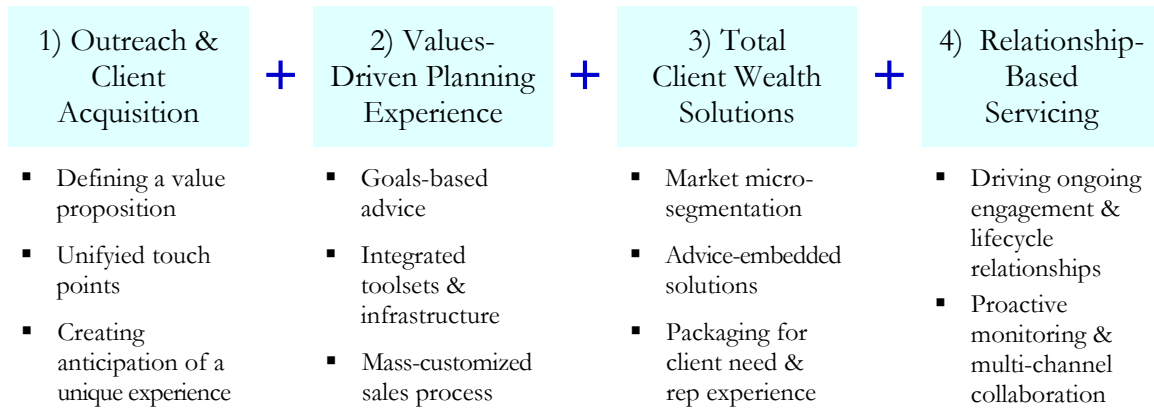 1) Outreach &
Client
Acquisition
+
2) Values-
Driven Planning
Experience
+
3) Total
Client Wealth
Solutions
+
4) Relationship-
Based
Servicing
▪ Defining a value
proposition
▪ Unifyied touch
points
▪ Creating
anticipation of a
unique experience
▪ Goals-based
advice
▪ Integrated
toolsets &
infrastructure
▪ Mass-customized
sales process
▪ Market micro-
segmentation
▪ Advice-embedded
solutions
▪ Packaging for
client need &
rep experience
▪ Driving ongoing
engagement &
lifecycle
relationships
▪ Proactive
monitoring &
multi-channel
collaboration